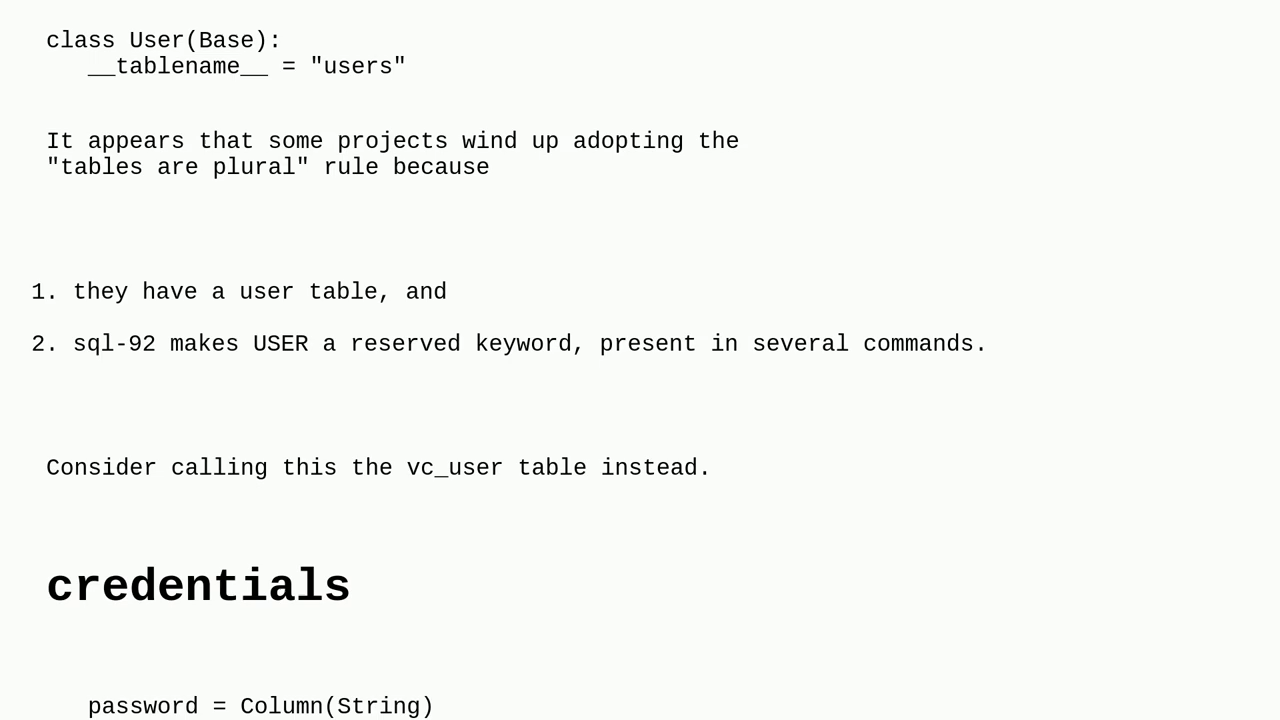 class User(Base):
   __tablename__ = "users"
It appears that some projects wind up adopting the
"tables are plural" rule because
1. they have a user table, and
2. sql-92 makes USER a reserved keyword, present in several commands.
Consider calling this the vc_user table instead.
credentials
   password = Column(String)